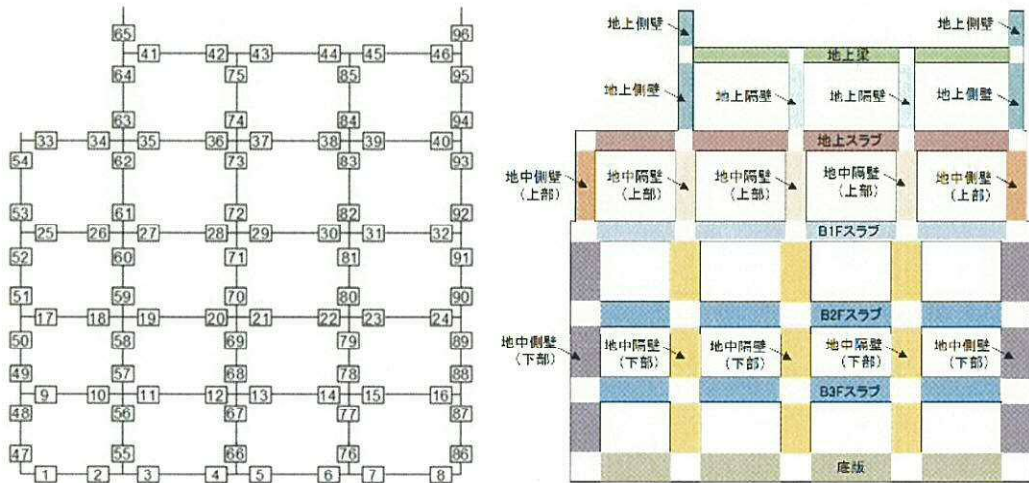 65 96
41 42 43 44 45 46
64 75 85 95
63 74 84 94
33 34 35 36 37 38 39 40
54 62 73 83 93
53 61 72 82 92
25 26 27 28 29 30 31 32
52 60 71 81 91
51 59 70 80 90
17 18 19 20 21 22 23 24
50 58 69 79 89
49 57 68 78 88
9 10 11 12 13 14 15 16
48 56 67 77 87
47 55 66 76 86
1 2 3 4 5 6 7 8
地上側壁 地上側壁
地上梁
地上側壁 地上隔壁 地上隔壁 地上側壁
地上スラブ
地中側壁 地中隔壁 地中隔壁 地中隔壁 地中側壁
(上部) (上部) (上部) (上部) (上部)
B1Fスラブ
B2Fスラブ
地中側壁 地中隔壁 地中隔壁 地中隔壁 地中側壁
(下部) (下部) (下部) (下部) (下部)
B3Fスラブ
底版